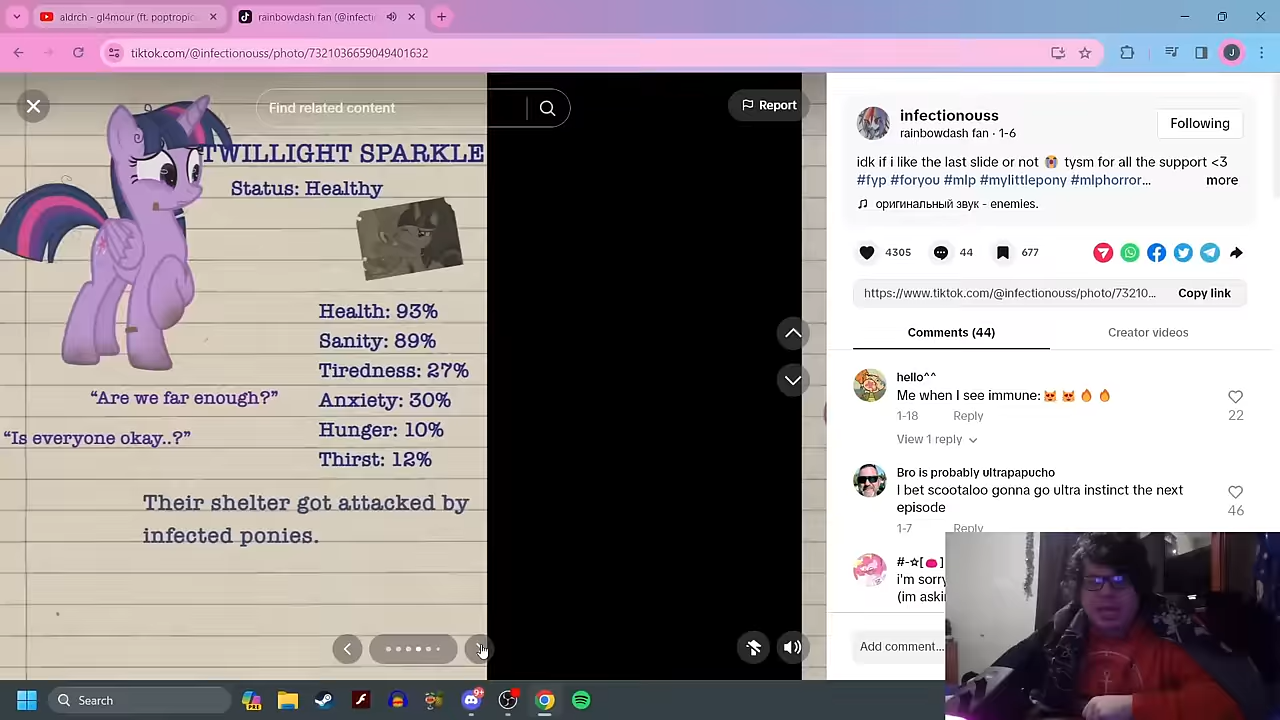 aldrch - gl4mour (ft. poptropic
rainbowdash fan (@infecti
tiktok.com/@infectionouss/photo/7321036659049401632
J
Find related content
Report
TWILLIGHT SPARKLE
Status: Healthy
Health: 93%
Sanity: 89%
Tiredness: 27%
Anxiety: 30%
Hunger: 10%
Thirst: 12%
“Are we far enough?”
“Is everyone okay..?”
Their shelter got attacked by
infected ponies.
infectionouss
rainbowdash fan · 1-6
Following
idk if i like the last slide or not 😭 tysm for all the support <3
#fyp #foryou #mlp #mylittlepony #mlphorror...
more
♫ оригинальный звук - enemies.
4305
44
677
https://www.tiktok.com/@infectionouss/photo/73210...
Copy link
Comments (44)
Creator videos
hello^^
Me when I see immune: 😼 😼 🔥 🔥
22
1-18 Reply
View 1 reply
Bro is probably ultrapapucho
I bet scootaloo gonna go ultra instinct the next
episode
46
1-7 Reply
#-☆[👛]
i'm sorry
(im aski
Add comment...
Search
9+